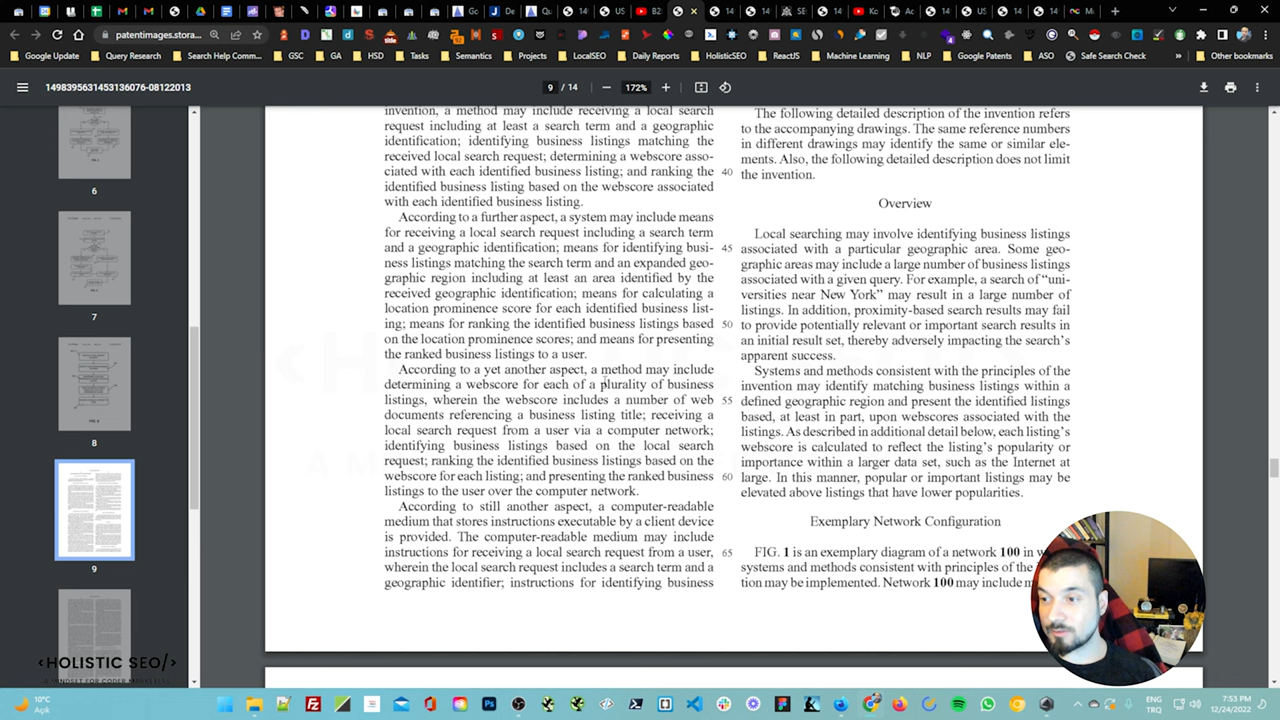 patentimages.stora...
Google Update
Query Research
Search Help Comm...
GSC
GA
HSD
Tasks
Semantics
Projects
LocalSEO
Daily Reports
HolisticSEO
ReactJS
Machine Learning
NLP
Google Patents
ASO
Safe Search Check
Other bookmarks
1498395631453136076-08122013
9 / 14
172%
6
7
8
9
invention, a method may include receiving a local search
request including at least a search term and a geographic
identification; identifying business listings matching the
received local search request; determining a webscore asso-
ciated with each identified business listing; and ranking the
identified business listing based on the webscore associated
with each identified business listing.
According to a further aspect, a system may include means
for receiving a local search request including a search term
and a geographic identification; means for identifying busi-
ness listings matching the search term and an expanded geo-
graphic region including at least an area identified by the
received geographic identification; means for calculating a
location prominence score for each identified business list-
ing; means for ranking the identified business listings based
on the location prominence scores; and means for presenting
the ranked business listings to a user.
According to a yet another aspect, a method may include
determining a webscore for each of a plurality of business
listings, wherein the webscore includes a number of web
documents referencing a business listing title; receiving a
local search request from a user via a computer network;
identifying business listings based on the local search
request; ranking the identified business listings based on the
webscore for each listing; and presenting the ranked business
listings to the user over the computer network.
According to still another aspect, a computer-readable
medium that stores instructions executable by a client device
is provided. The computer-readable medium may include
instructions for receiving a local search request from a user,
wherein the local search request includes a search term and a
geographic identifier; instructions for identifying business
40
45
50
55
60
65
The following detailed description of the invention refers
to the accompanying drawings. The same reference numbers
in different drawings may identify the same or similar ele-
ments. Also, the following detailed description does not limit
the invention.
Overview
Local searching may involve identifying business listings
associated with a particular geographic area. Some geo-
graphic areas may include a large number of business listings
associated with a given query. For example, a search of “uni-
versities near New York” may result in a large number of
listings. In addition, proximity-based search results may fail
to provide potentially relevant or important search results in
an initial result set, thereby adversely impacting the search’s
apparent success.
Systems and methods consistent with the principles of the
invention may identify matching business listings within a
defined geographic region and present the identified listings
based, at least in part, upon webscores associated with the
listings. As described in additional detail below, each listing’s
webscore is calculated to reflect the listing’s popularity or
importance within a larger data set, such as the Internet at
large. In this manner, popular or important listings may be
elevated above listings that have lower popularities.
Exemplary Network Configuration
FIG. 1 is an exemplary diagram of a network 100 in w
systems and methods consistent with principles of the
tion may be implemented. Network 100 may include m
<HOLISTIC SEO/>
10°C
Açık
ENG
TRQ
7:53 PM
12/24/2022